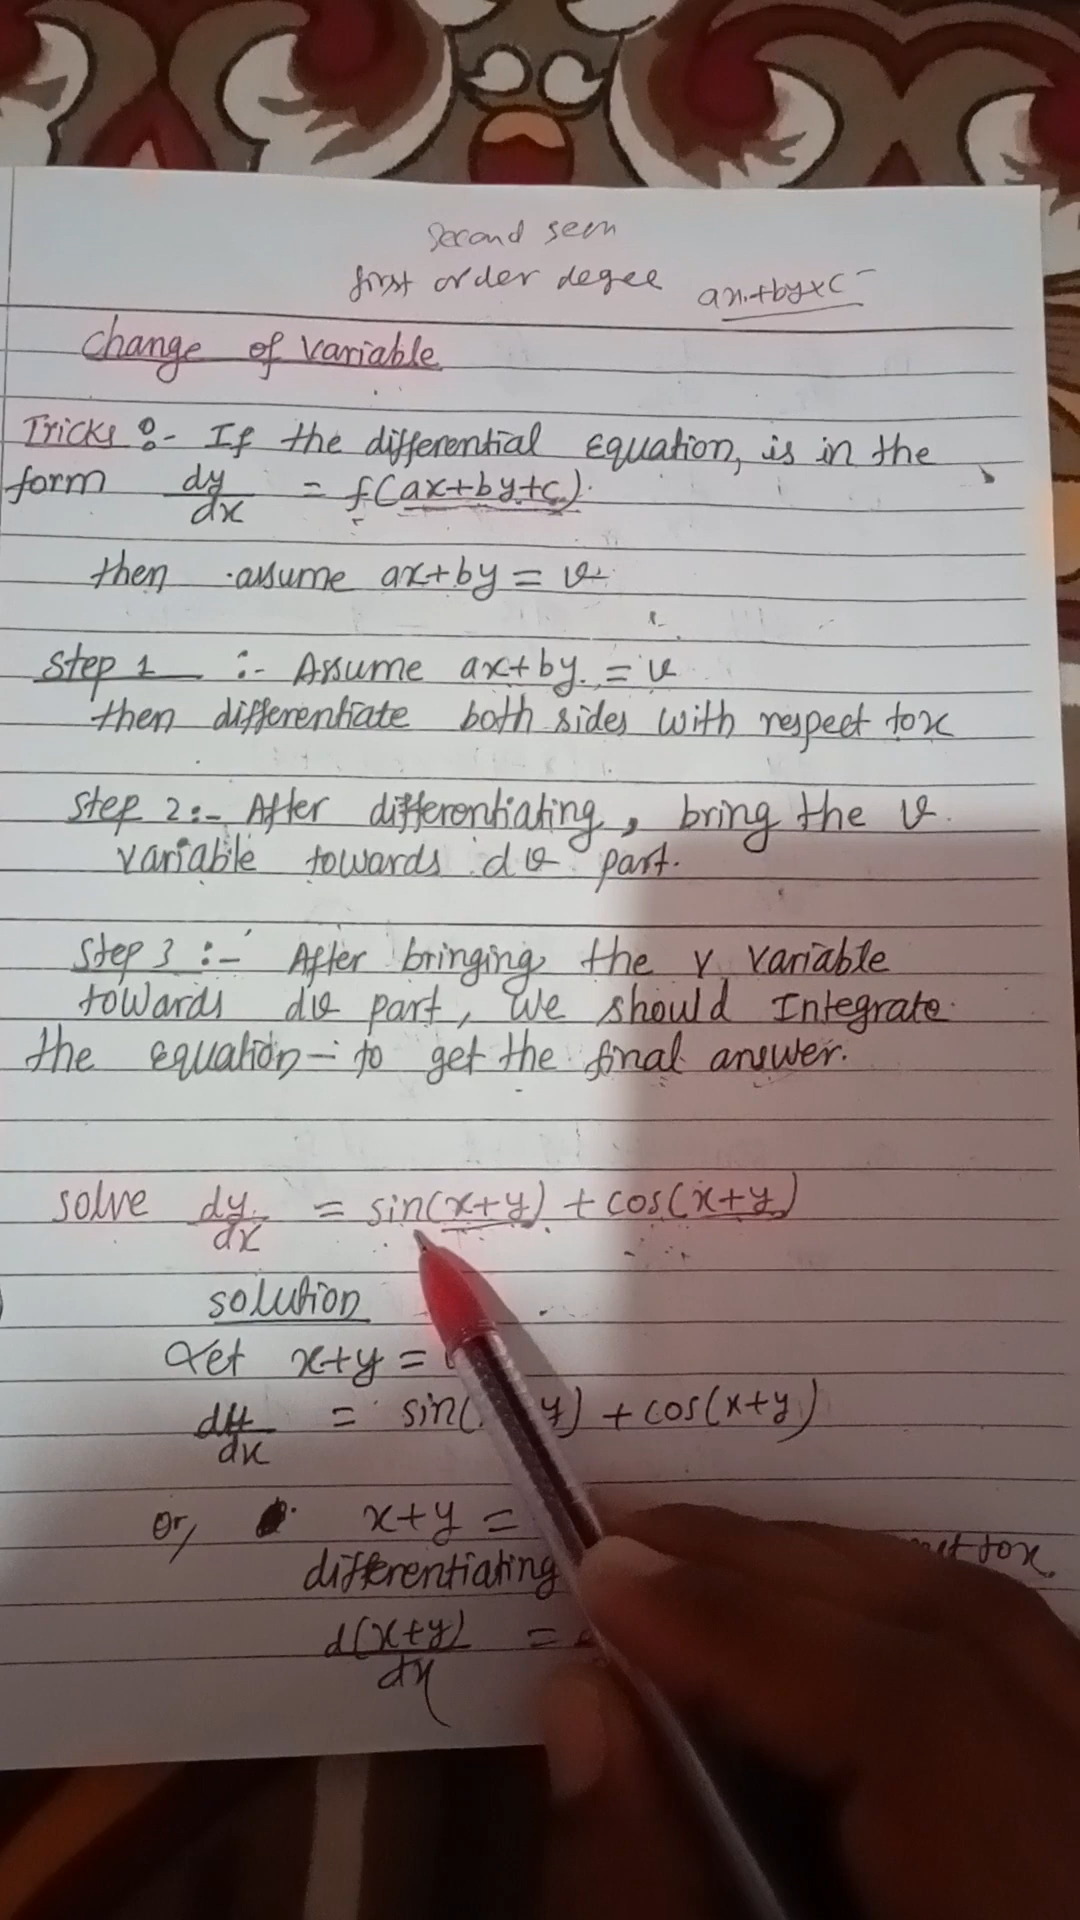 second sem
first order degee ax+by+c
Change of variable
Tricks :- If the differential equation, is in the
form dy/dx = f(ax+by+c).
then assume ax+by = v
Step 1 :- Assume ax+by = v
then differentiate both sides with respect to x
Step 2 :- After differentiating, bring the v
variable towards dv part.
Step 3 :- After bringing the v variable
towards dv part, we should Integrate
the equation to get the final answer.
Solve dy/dx = sin(x+y) + cos(x+y)
solution
Let x+y =
dy/dx = sin( y) + cos(x+y)
or, x+y =
differentiating to x
d(x+y)/dx =